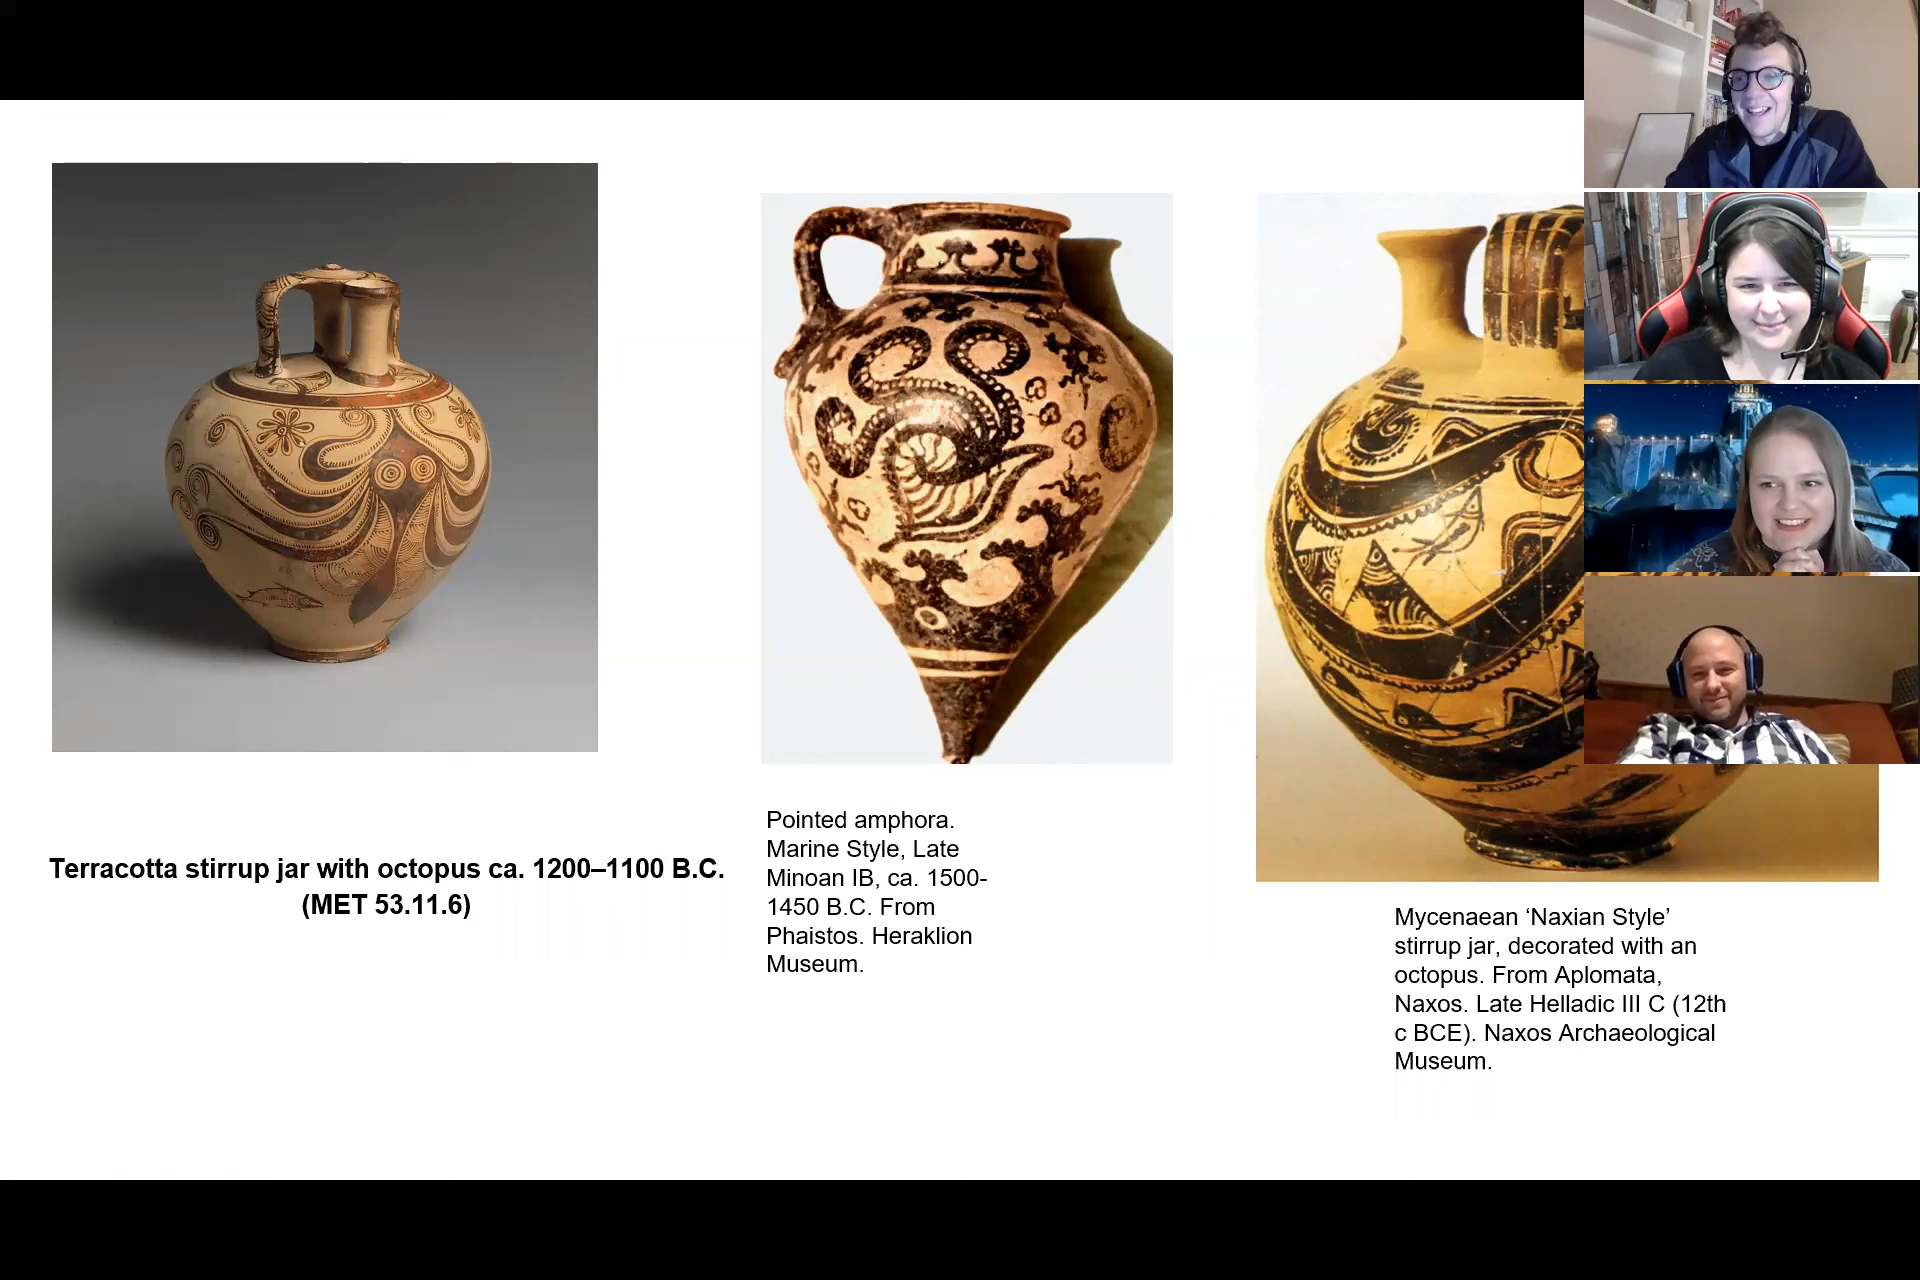 Terracotta stirrup jar with octopus ca. 1200–1100 B.C.
(MET 53.11.6)
Pointed amphora.
Marine Style, Late
Minoan IB, ca. 1500-
1450 B.C. From
Phaistos. Heraklion
Museum.
Mycenaean ‘Naxian Style’
stirrup jar, decorated with an
octopus. From Aplomata,
Naxos. Late Helladic III C (12th
c BCE). Naxos Archaeological
Museum.